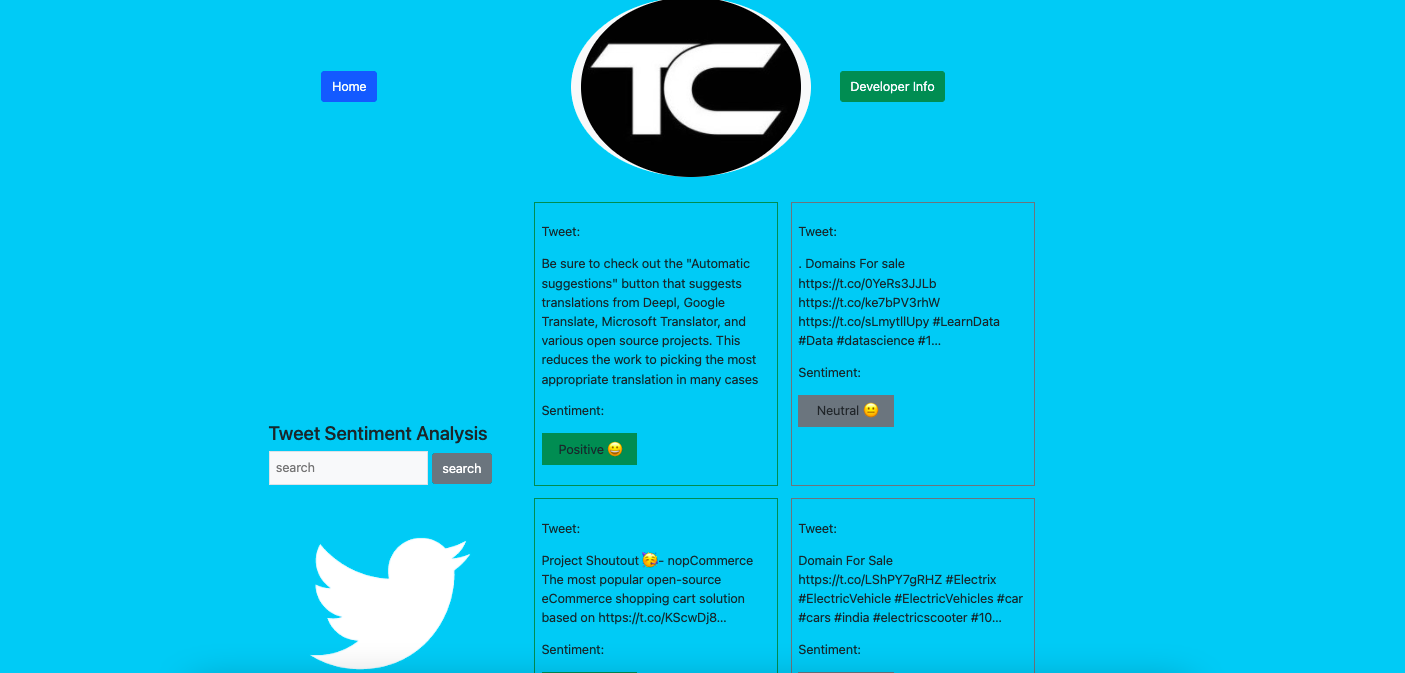 TC
Home
Developer Info
Tweet Sentiment Analysis
search
search
Tweet:
Be sure to check out the "Automatic
suggestions" button that suggests
translations from Deepl, Google
Translate, Microsoft Translator, and
various open source projects. This
reduces the work to picking the most
appropriate translation in many cases
Sentiment:
Positive 😀
Tweet:
. Domains For sale
https://t.co/0YeRs3JJLb
https://t.co/ke7bPV3rhW
https://t.co/sLmytIlUpy #LearnData
#Data #datascience #1…
Sentiment:
Neutral 😐
Tweet:
Project Shoutout 🥳- nopCommerce
The most popular open-source
eCommerce shopping cart solution
based on https://t.co/KScwDj8…
Sentiment:
Tweet:
Domain For Sale
https://t.co/LShPY7gRHZ #Electrix
#ElectricVehicle #ElectricVehicles #car
#cars #india #electricscooter #10…
Sentiment: